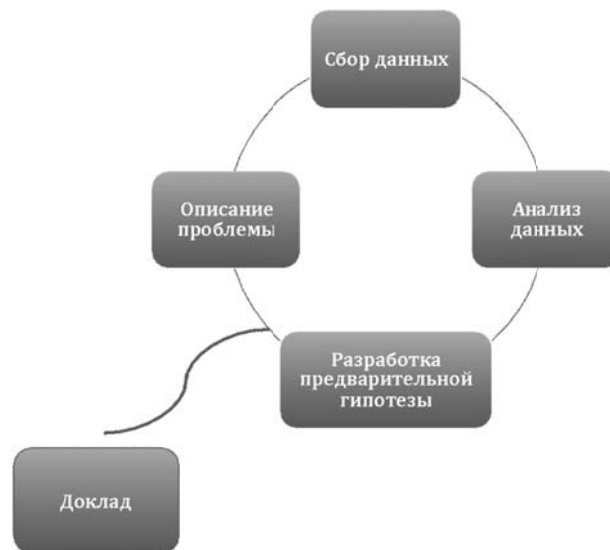 Сбор данных
Описание
проблемы
Анализ
данных
Разработка
предварительной
гипотезы
Доклад